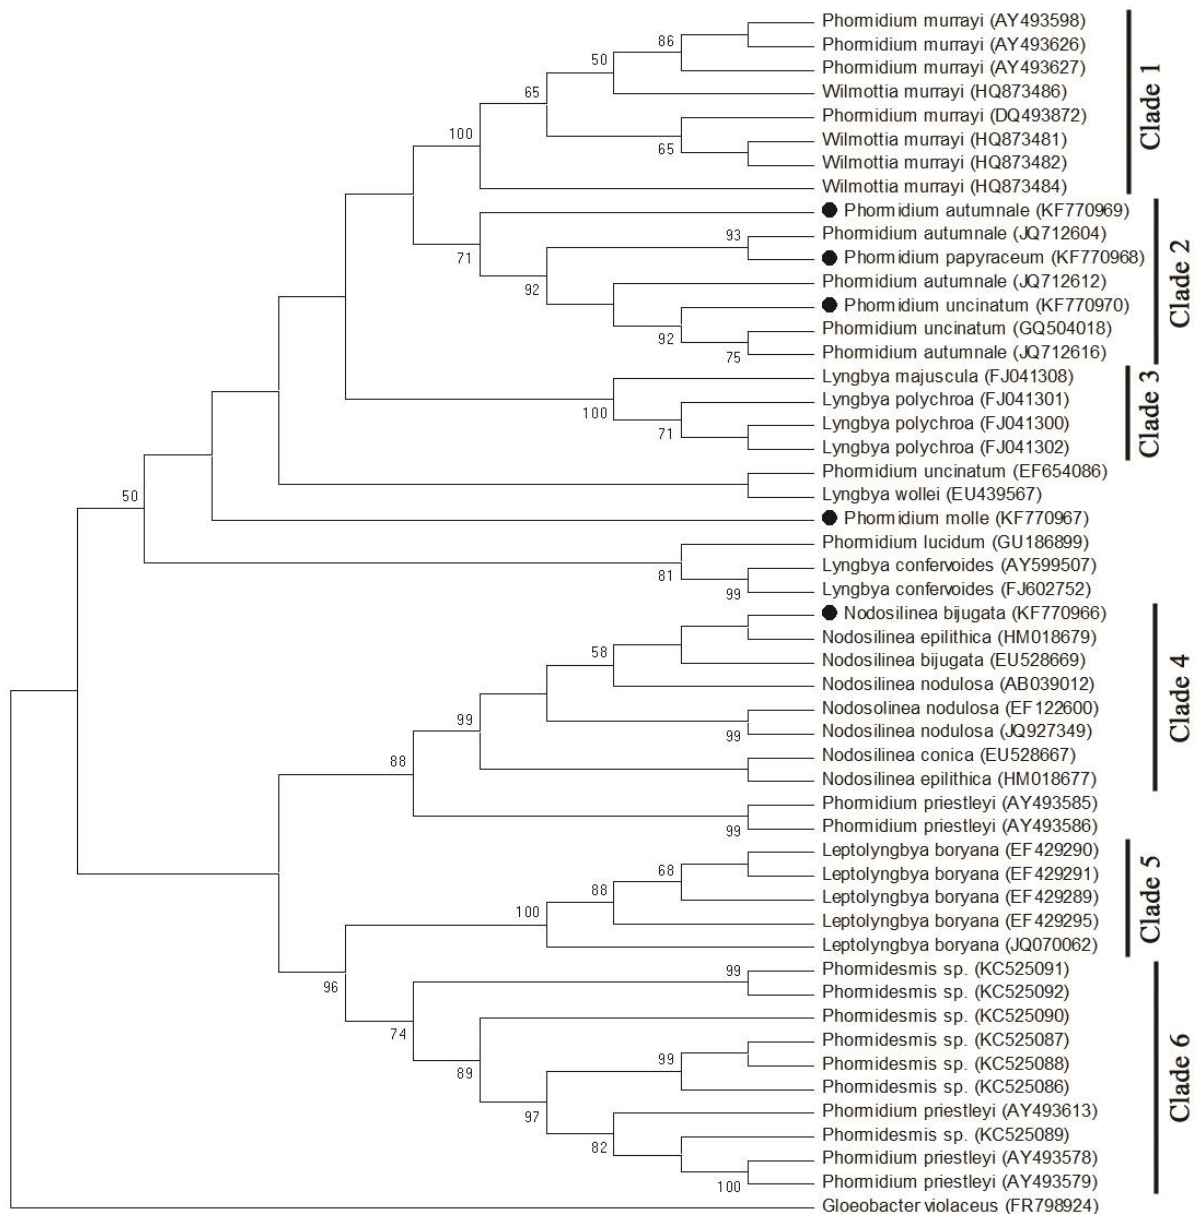 Phormidium murrayi (AY493598)
86
Phormidium murrayi (AY493626)
50
Phormidium murrayi (AY493627)
65
Wilmottia murrayi (HQ873486)
Clade 1
Phormidium murrayi (DQ493872)
100
Wilmottia murrayi (HQ873481)
65
Wilmottia murrayi (HQ873482)
Wilmottia murrayi (HQ873484)
Phormidium autumnale (KF770969)
93
Phormidium autumnale (JQ712604)
71
Phormidium papyraceum (KF770968)
Clade 2
92
Phormidium autumnale (JQ712612)
Phormidium uncinatum (KF770970)
92
Phormidium uncinatum (GQ504018)
75
Phormidium autumnale (JQ712616)
Lyngbya majuscula (FJ041308)
100
Lyngbya polychroa (FJ041301)
Clade 3
71
Lyngbya polychroa (FJ041300)
Lyngbya polychroa (FJ041302)
Phormidium uncinatum (EF654086)
50
Lyngbya wollei (EU439567)
Phormidium molle (KF770967)
Phormidium lucidum (GU186899)
81
Lyngbya confervoides (AY599507)
99
Lyngbya confervoides (FJ602752)
Nodosilinea bijugata (KF770966)
Nodosilinea epilithica (HM018679)
58
Nodosilinea bijugata (EU528669)
Nodosilinea nodulosa (AB039012)
Clade 4
99
Nodosolinea nodulosa (EF122600)
99
Nodosilinea nodulosa (JQ927349)
88
Nodosilinea conica (EU528667)
Nodosilinea epilithica (HM018677)
Phormidium priestleyi (AY493585)
99
Phormidium priestleyi (AY493586)
Leptolyngbya boryana (EF429290)
68
Leptolyngbya boryana (EF429291)
88
Leptolyngbya boryana (EF429289)
Clade 5
100
Leptolyngbya boryana (EF429295)
Leptolyngbya boryana (JQ070062)
99
Phormidesmis sp. (KC525091)
96
Phormidesmis sp. (KC525092)
74
Phormidesmis sp. (KC525090)
Phormidesmis sp. (KC525087)
99
Phormidesmis sp. (KC525088)
89
Phormidesmis sp. (KC525086)
Clade 6
97
Phormidium priestleyi (AY493613)
82
Phormidesmis sp. (KC525089)
Phormidium priestleyi (AY493578)
100
Phormidium priestleyi (AY493579)
Gloeobacter violaceus (FR798924)